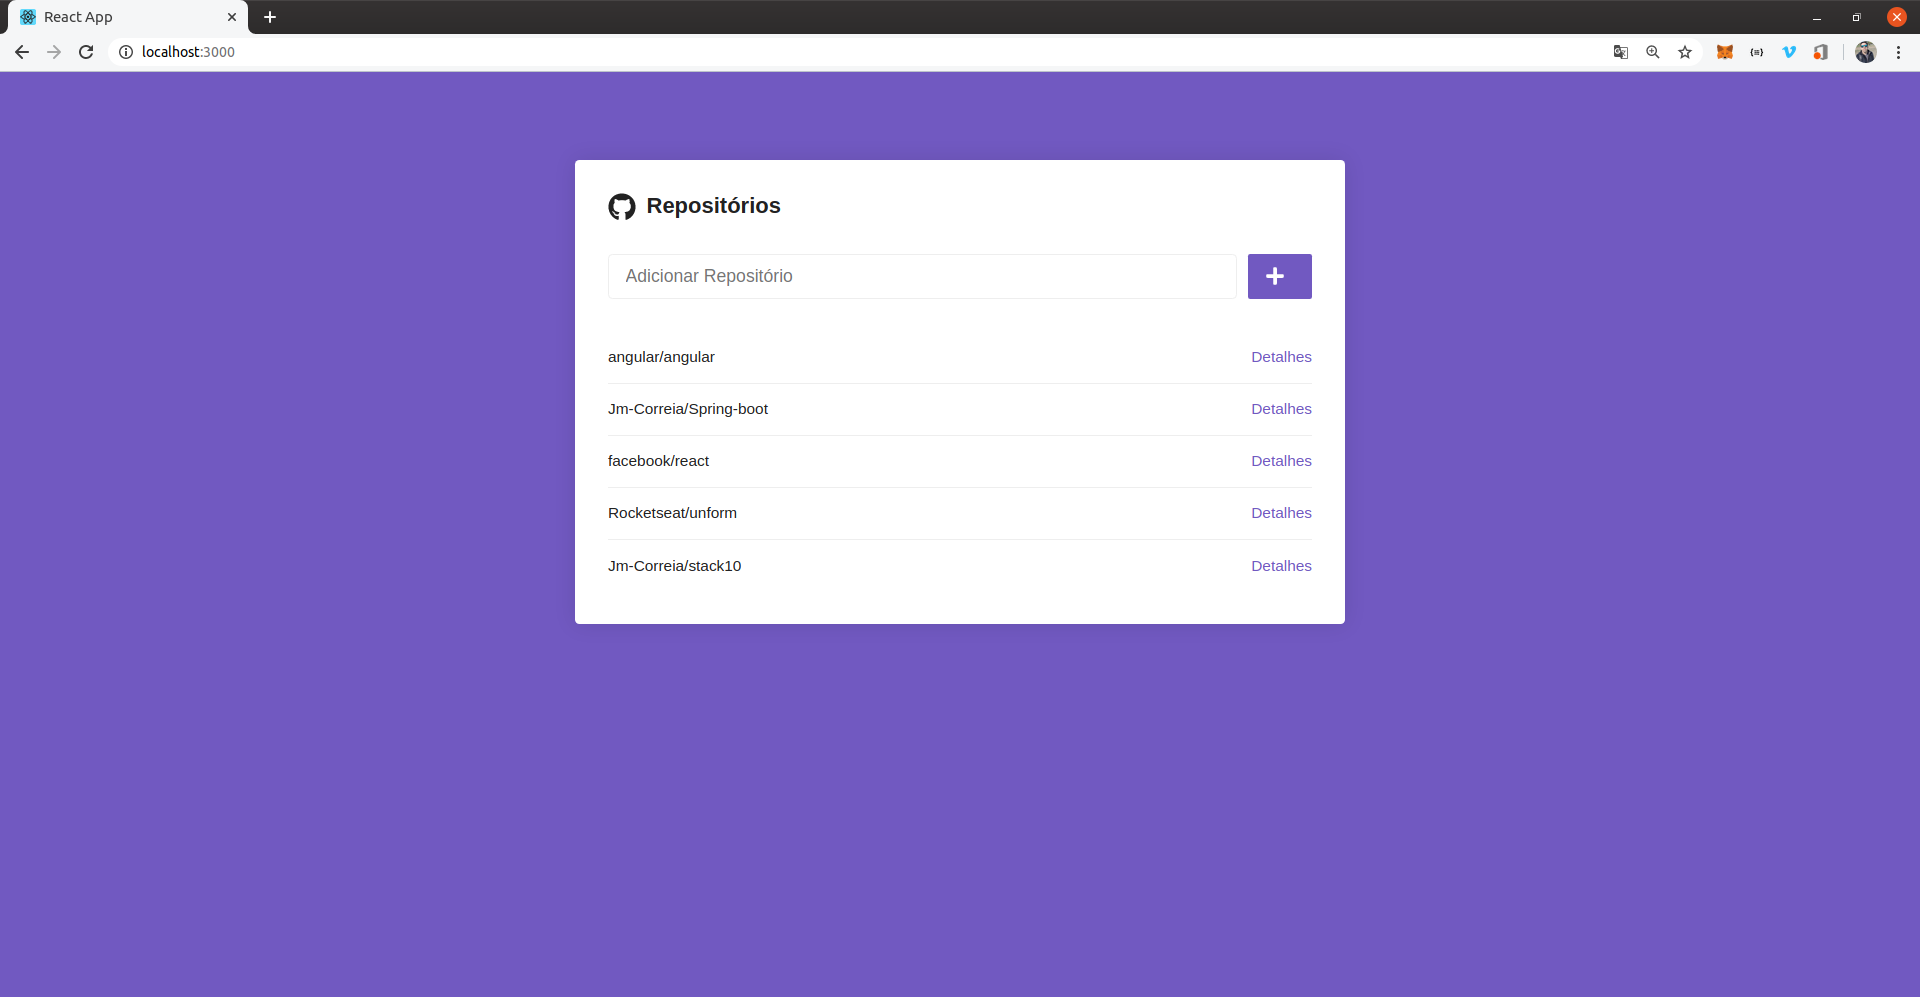 React App
localhost:3000
Repositórios
Adicionar Repositório
angular/angular Detalhes
Jm-Correia/Spring-boot Detalhes
facebook/react Detalhes
Rocketseat/unform Detalhes
Jm-Correia/stack10 Detalhes